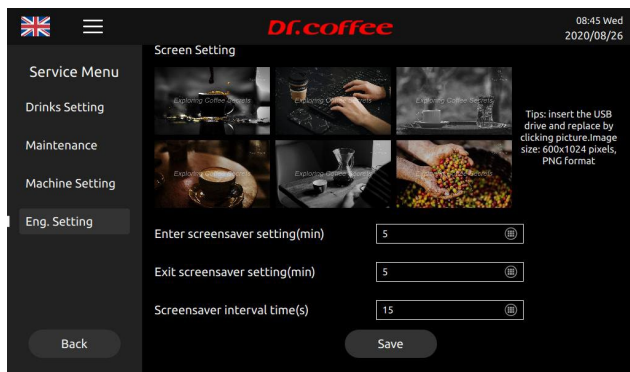 Dr.coffee
08:45 Wed
2020/08/26
Service Menu
Drinks Setting
Maintenance
Machine Setting
Eng. Setting
Back
Screen Setting
Exploring Coffee Secrets
Exploring Coffee Secrets
Exploring Coffee Secrets
Exploring Coffee Secrets
Exploring Coffee Secrets
Exploring Coffee Secrets
Tips: insert the USB
drive and replace by
clicking picture.Image
size: 600x1024 pixels,
PNG format
Enter screensaver setting(min)
5
Exit screensaver setting(min)
5
Screensaver interval time(s)
15
Save